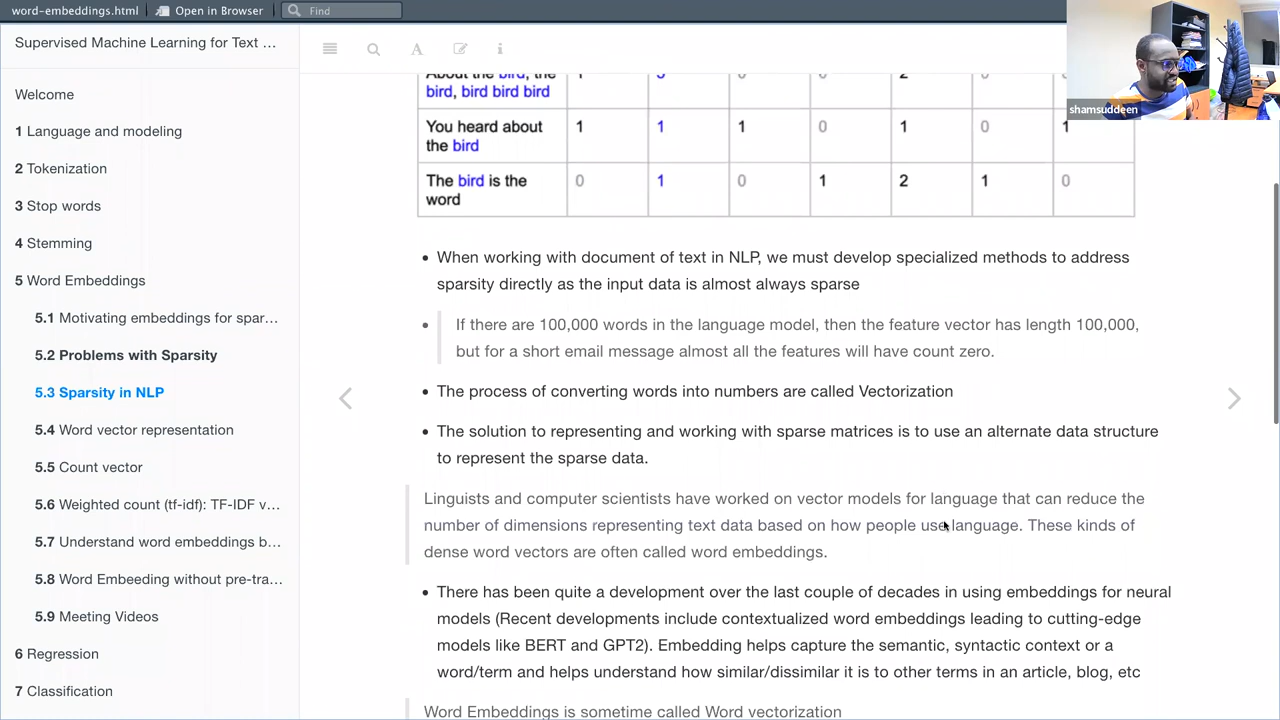 word-embeddings.html
Open in Browser
Find
Supervised Machine Learning for Text …
Welcome
1 Language and modeling
2 Tokenization
3 Stop words
4 Stemming
5 Word Embeddings
5.1 Motivating embeddings for spar…
5.2 Problems with Sparsity
5.3 Sparsity in NLP
5.4 Word vector representation
5.5 Count vector
5.6 Weighted count (tf-idf): TF-IDF v…
5.7 Understand word embeddings b…
5.8 Word Embeeding without pre-tra…
5.9 Meeting Videos
6 Regression
7 Classification
shamsuddeen
About the bird, the 1 5 0 0 2 0
bird, bird bird bird
You heard about 1 1 1 0 1 0 1
the bird
The bird is the 0 1 0 1 2 1 0
word
• When working with document of text in NLP, we must develop specialized methods to address
sparsity directly as the input data is almost always sparse
• If there are 100,000 words in the language model, then the feature vector has length 100,000,
but for a short email message almost all the features will have count zero.
• The process of converting words into numbers are called Vectorization
• The solution to representing and working with sparse matrices is to use an alternate data structure
to represent the sparse data.
Linguists and computer scientists have worked on vector models for language that can reduce the
number of dimensions representing text data based on how people use language. These kinds of
dense word vectors are often called word embeddings.
• There has been quite a development over the last couple of decades in using embeddings for neural
models (Recent developments include contextualized word embeddings leading to cutting-edge
models like BERT and GPT2). Embedding helps capture the semantic, syntactic context or a
word/term and helps understand how similar/dissimilar it is to other terms in an article, blog, etc
Word Embeddings is sometime called Word vectorization